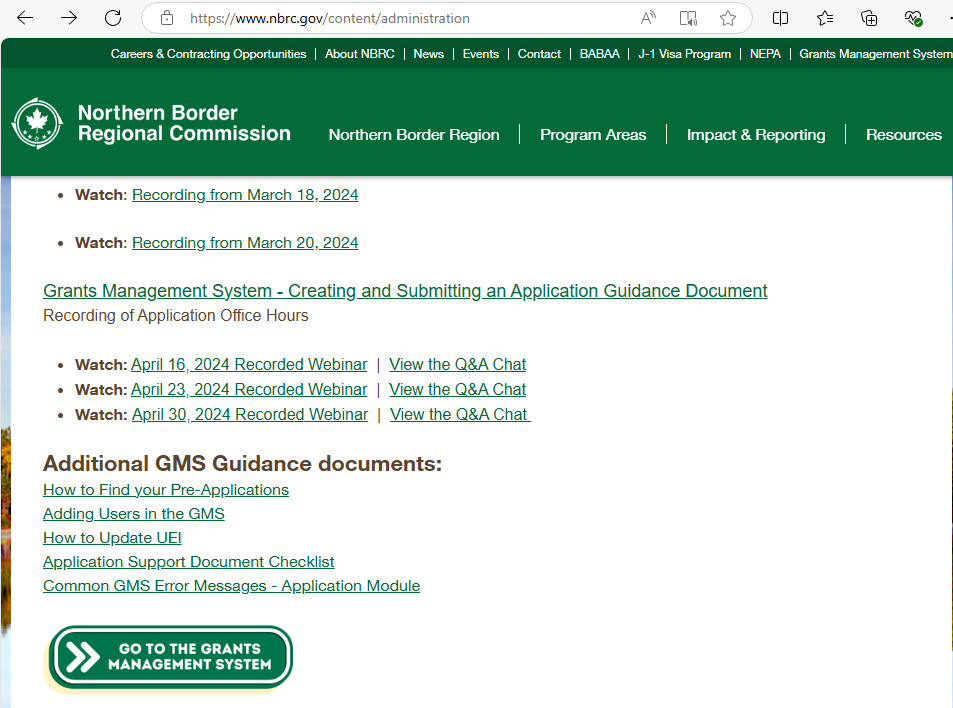 https://www.nbrc.gov/content/administration
Careers & Contracting Opportunities | About NBRC | News | Events | Contact | BABAA | J-1 Visa Program | NEPA | Grants Management System
Northern Border
Regional Commission
Northern Border Region | Program Areas | Impact & Reporting | Resources
• Watch: Recording from March 18, 2024
• Watch: Recording from March 20, 2024
Grants Management System - Creating and Submitting an Application Guidance Document
Recording of Application Office Hours
• Watch: April 16, 2024 Recorded Webinar | View the Q&A Chat
• Watch: April 23, 2024 Recorded Webinar | View the Q&A Chat
• Watch: April 30, 2024 Recorded Webinar | View the Q&A Chat
Additional GMS Guidance documents:
How to Find your Pre-Applications
Adding Users in the GMS
How to Update UEI
Application Support Document Checklist
Common GMS Error Messages - Application Module
GO TO THE GRANTS
MANAGEMENT SYSTEM